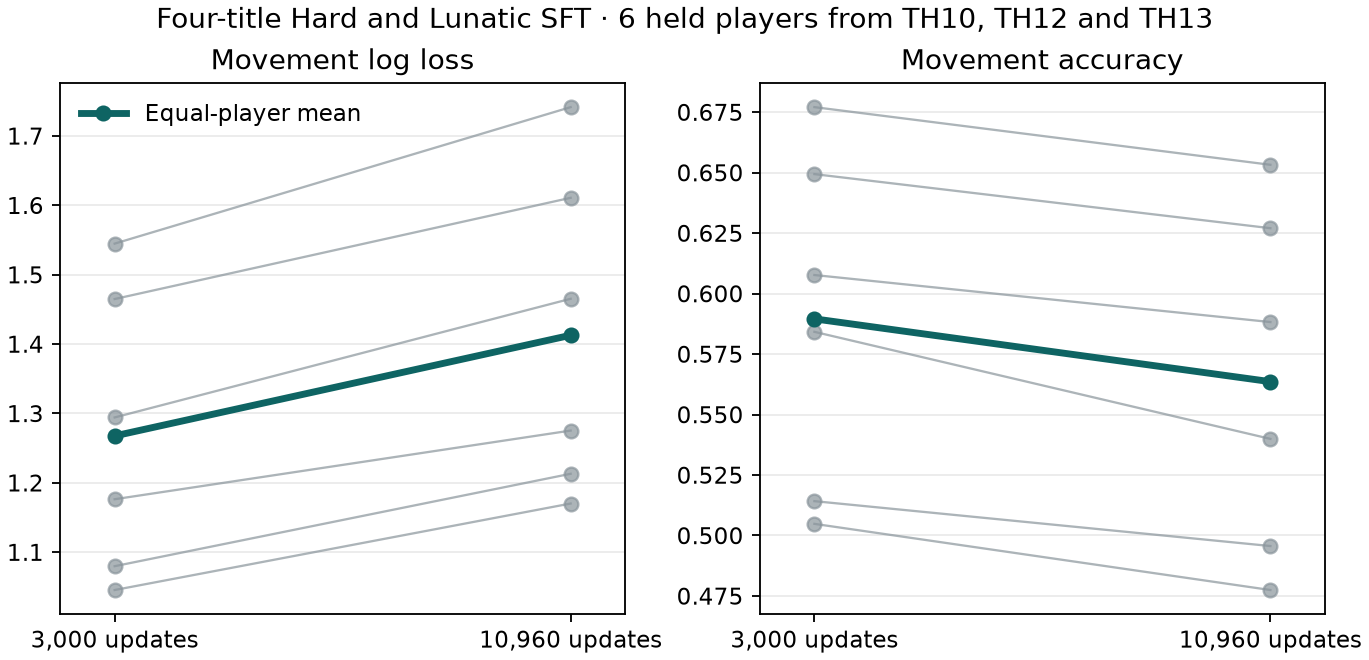 Four-title Hard and Lunatic SFT · 6 held players from TH10, TH12 and TH13
Movement log loss
Equal-player mean
1.7
1.6
1.5
1.4
1.3
1.2
1.1
3,000 updates
10,960 updates
Movement accuracy
0.675
0.650
0.625
0.600
0.575
0.550
0.525
0.500
0.475
3,000 updates
10,960 updates